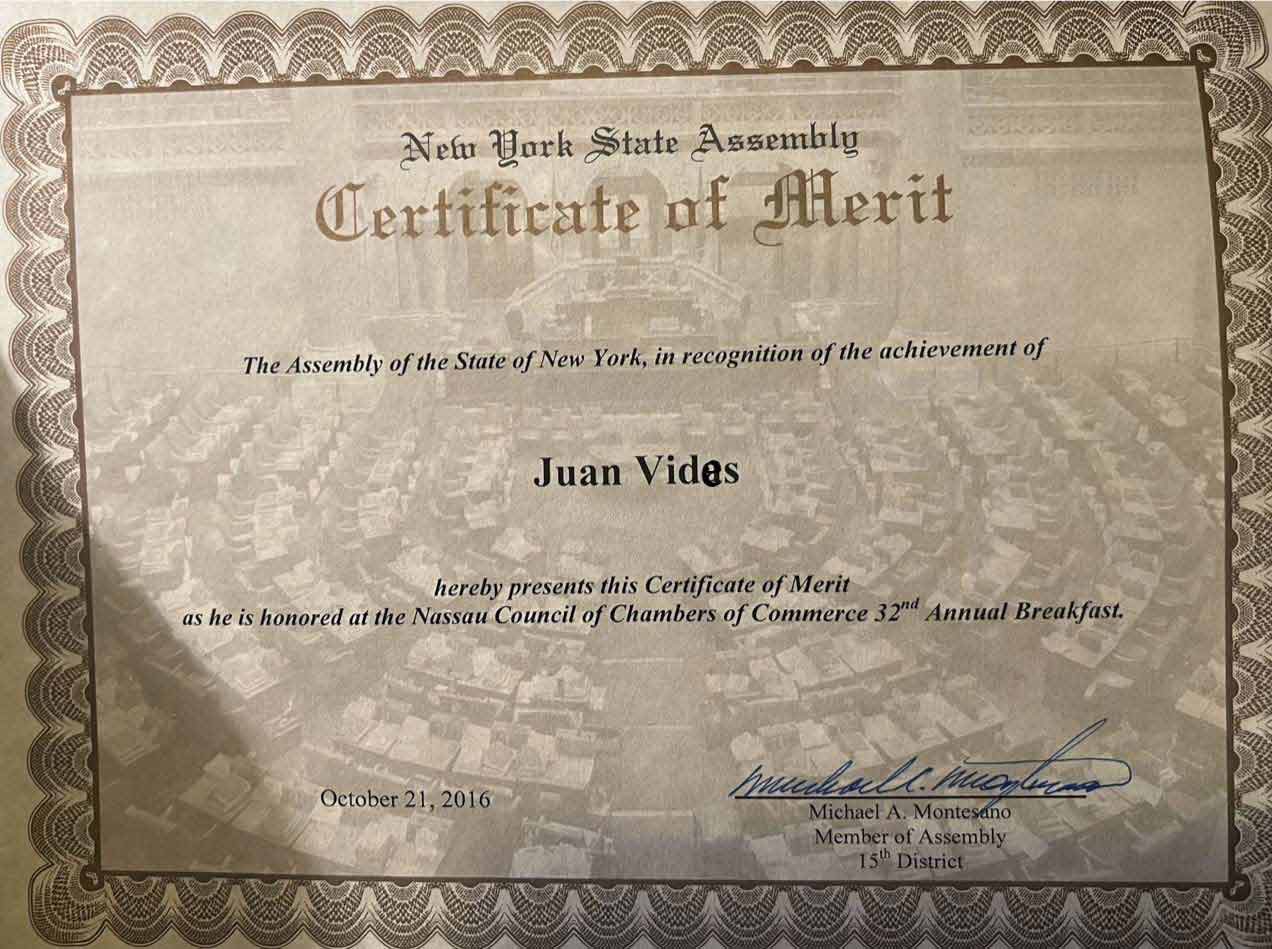 New York State Assembly
Certificate of Merit
The Assembly of the State of New York, in recognition of the achievement of
Juan Vides
hereby presents this Certificate of Merit
as he is honored at the Nassau Council of Chambers of Commerce 32nd Annual Breakfast.
October 21, 2016
Michael A. Montesano
Michael A. Montesano
Member of Assembly
15th District